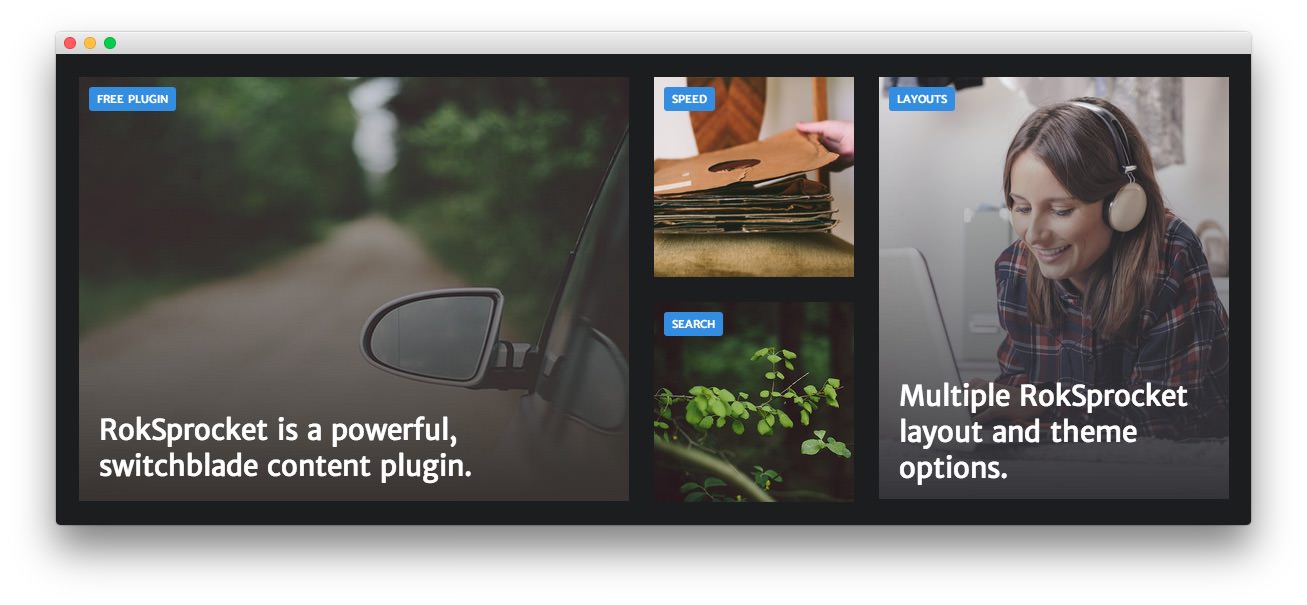 FREE PLUGIN
RokSprocket is a powerful,
switchblade content plugin.
SPEED
SEARCH
LAYOUTS
Multiple RokSprocket
layout and theme
options.